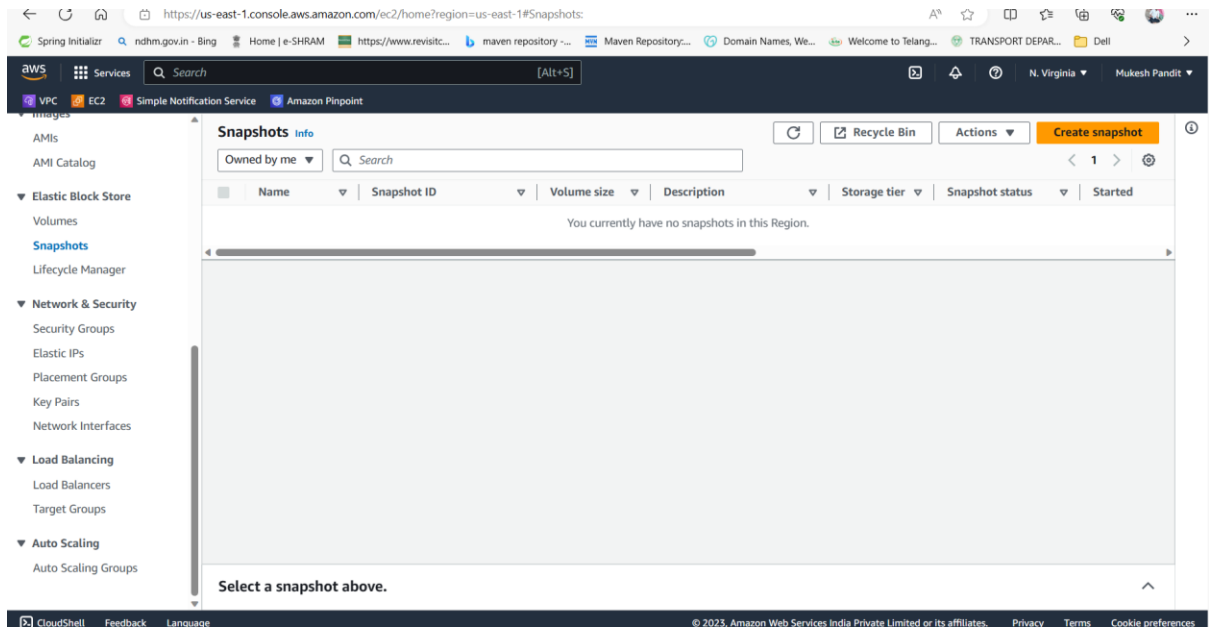 https://us-east-1.console.aws.amazon.com/ec2/home?region=us-east-1#Snapshots:
Spring Initializr ndhm.gov.in - Bing Home | e-SHRAM https://www.revisitc... maven repository -... Maven Repository:... Domain Names, We... Welcome to Telang... TRANSPORT DEPAR... Dell
aws Services Search [Alt+S] N. Virginia Mukesh Pandit
VPC EC2 Simple Notification Service Amazon Pinpoint
Images
AMIs
AMI Catalog
Elastic Block Store
Volumes
Snapshots
Lifecycle Manager
Network & Security
Security Groups
Elastic IPs
Placement Groups
Key Pairs
Network Interfaces
Load Balancing
Load Balancers
Target Groups
Auto Scaling
Auto Scaling Groups
Snapshots Info Recycle Bin Actions Create snapshot
Owned by me Search 1
Name Snapshot ID Volume size Description Storage tier Snapshot status Started
You currently have no snapshots in this Region.
Select a snapshot above.
CloudShell Feedback Language © 2023, Amazon Web Services India Private Limited or its affiliates. Privacy Terms Cookie preferences